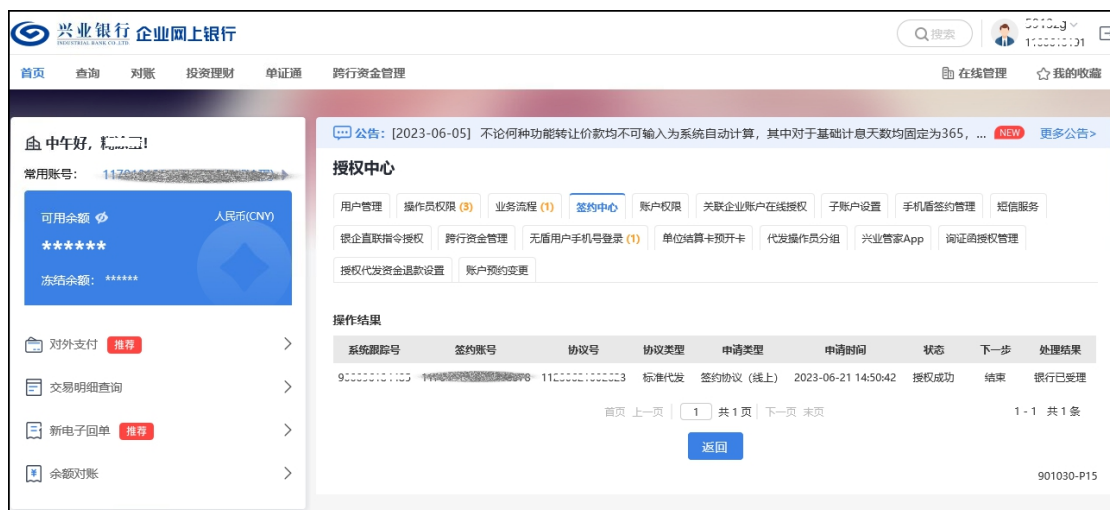 兴业银行 企业网上银行
INDUSTRIAL BANK CO.,LTD.
搜索
首页 查询 对账 投资理财 单证通 跨行资金管理 在线管理 我的收藏
公告: [2023-06-05] 不论何种功能转让价款均不可输入为系统自动计算，其中对于基础计息天数均固定为365，... NEW 更多公告>
中午好,
常用账号:
可用余额 人民币(CNY)
******
冻结余额: ******
对外支付 推荐
交易明细查询
新电子回单 推荐
余额对账
授权中心
用户管理 操作员权限 (3) 业务流程 (1) 签约中心 账户权限 关联企业账户在线授权 子账户设置 手机盾签约管理 短信服务
银企直联指令授权 跨行资金管理 无盾用户手机号登录 (1) 单位结算卡预开卡 代发操作员分组 兴业管家App 询证函授权管理
授权代发资金退款设置 账户预约变更
操作结果
系统跟踪号 签约账号 协议号 协议类型 申请类型 申请时间 状态 下一步 处理结果
标准代发 签约协议（线上） 2023-06-21 14:50:42 授权成功 结束 银行已受理
首页 上一页 1 共1页 下一页 末页 1 - 1 共1条
返回
901030-P15